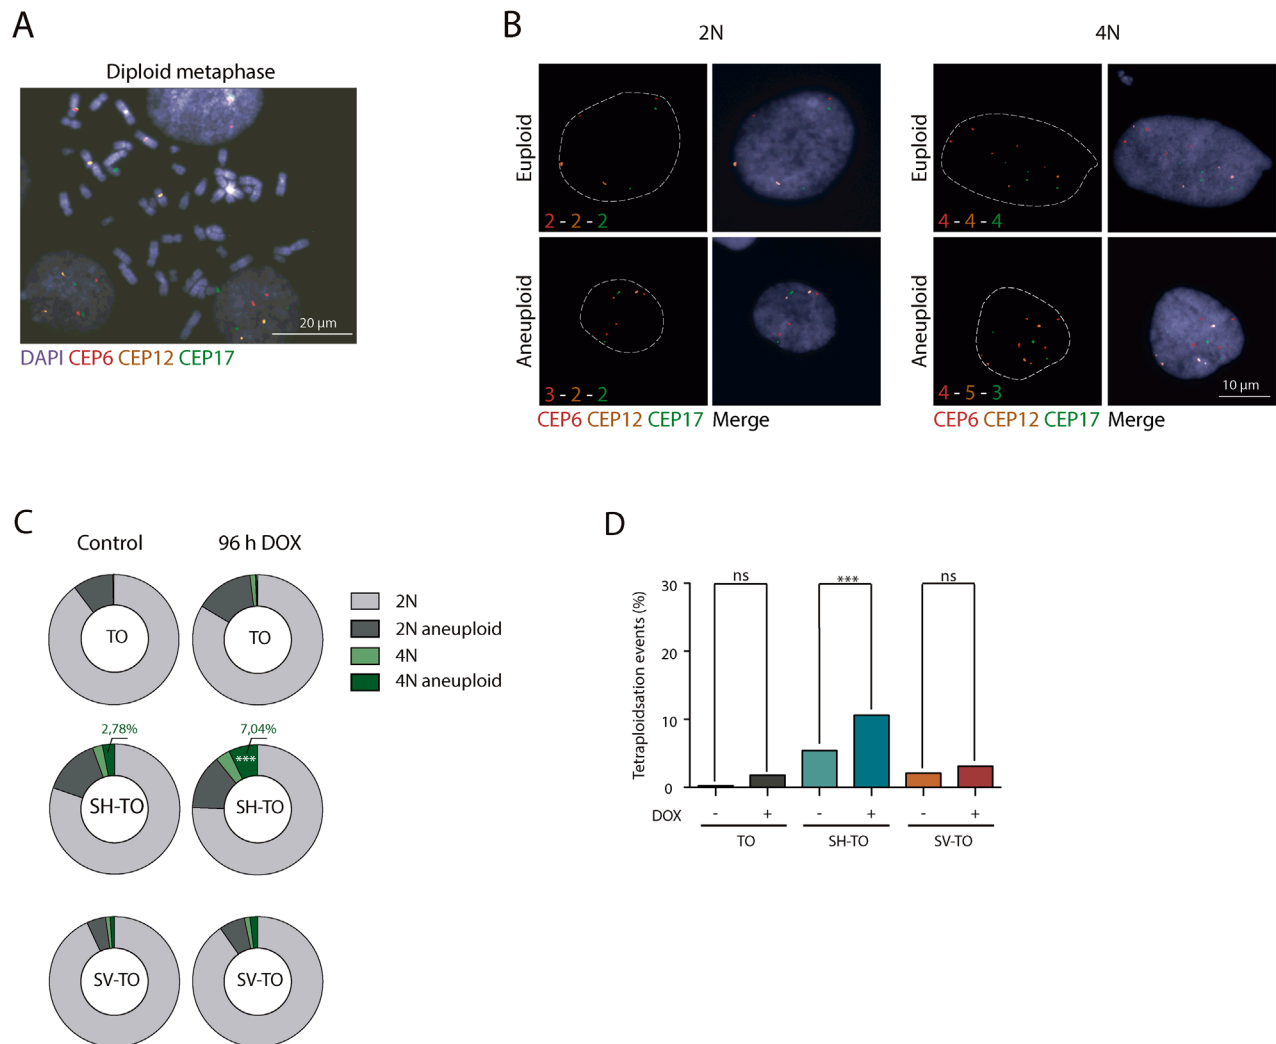 A
Diploid metaphase
20 µm
DAPI CEP6 CEP12 CEP17
B
2N
4N
Euploid
2 - 2 - 2
Euploid
4 - 4 - 4
Aneuploid
3 - 2 - 2
Aneuploid
4 - 5 - 3
10 µm
CEP6 CEP12 CEP17 Merge
CEP6 CEP12 CEP17 Merge
C
Control
96 h DOX
TO
TO
2N
2N aneuploid
4N
4N aneuploid
2,78%
7,04%
***
SH-TO
SH-TO
SV-TO
SV-TO
D
Tetraploidsation events (%)
30
20
10
0
ns
***
ns
DOX - + - + - +
TO SH-TO SV-TO